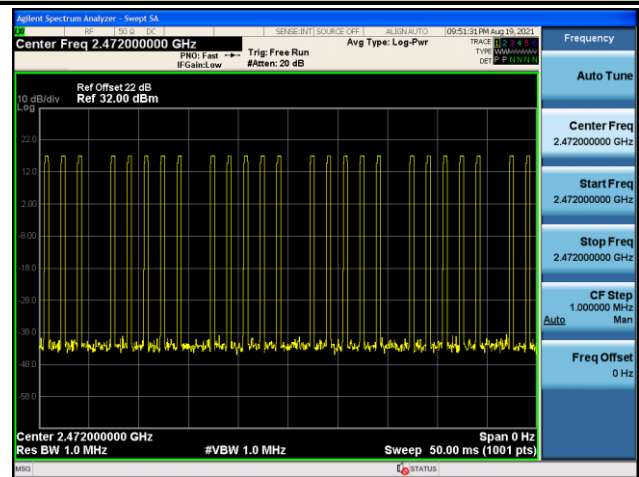 Agilent Spectrum Analyzer - Swept SA
RF 50 Ω DC SENSE:INT SOURCE OFF ALIGN AUTO 09:51:31 PM Aug 19, 2021
Center Freq 2.472000000 GHz
PNO: Fast
IFGain:Low
Trig: Free Run
#Atten: 20 dB
Avg Type: Log-Pwr
TRACE 1 2 3 4 5 6
TYPE
DET P P N N N N
Ref Offset 22 dB
10 dB/div Ref 32.00 dBm
Log
22.0
12.0
2.00
-8.00
-18.0
-28.0
-38.0
-48.0
-58.0
Center 2.472000000 GHz Span 0 Hz
Res BW 1.0 MHz #VBW 1.0 MHz Sweep 50.00 ms (1001 pts)
MSG STATUS
Frequency
Auto Tune
Center Freq
2.472000000 GHz
Start Freq
2.472000000 GHz
Stop Freq
2.472000000 GHz
CF Step
1.000000 MHz
Auto Man
Freq Offset
0 Hz